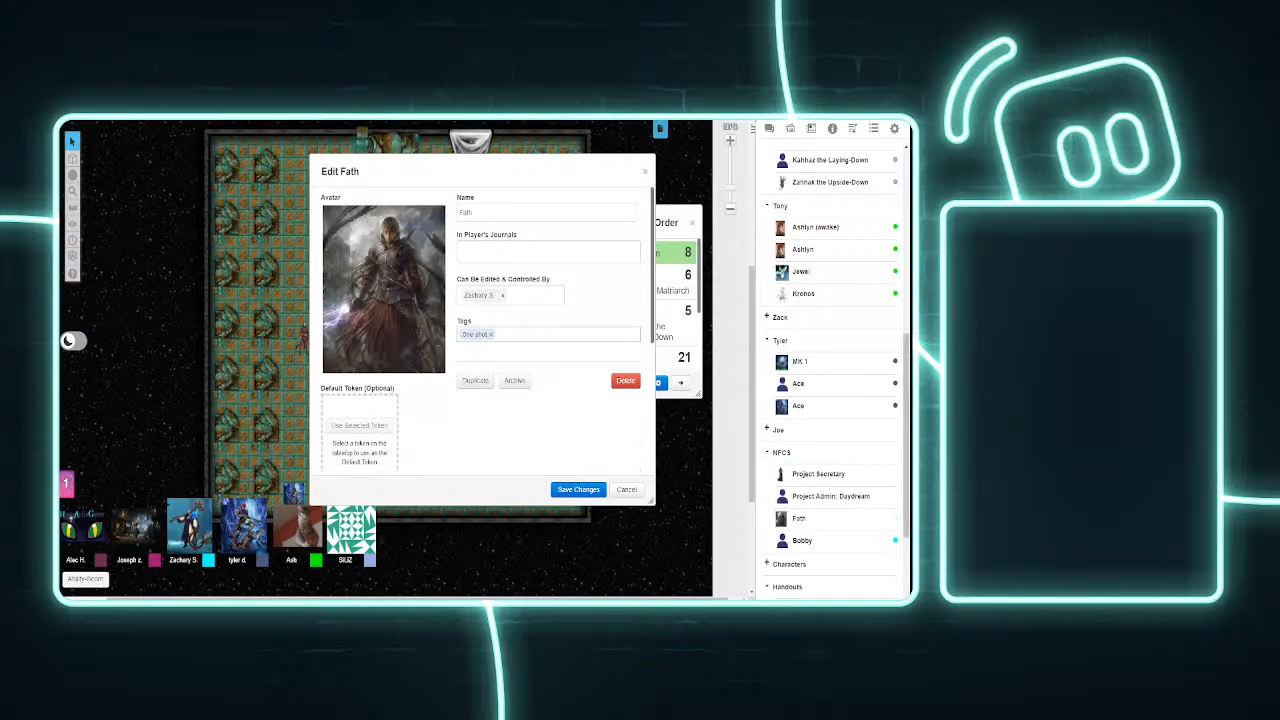 Edit Fath
×
Avatar
Name
Fath
In Player's Journals
Can Be Edited & Controlled By
Zachary S. x
Tags
One-shot x
Duplicate
Archive
Delete
Default Token (Optional)
Use Selected Token
Select a token on the
tabletop to use as the
Default Token
Save Changes
Cancel
Order
×
8
6
Matriarch
5
the
Down
21
1
Alec H.
Joseph z.
Zachary S.
tyler d.
Ash
SiLiZ
Ability-Score
Kahhaz the Laying-Down
Zahhak the Upside-Down
Tony
Ashlyn (awake)
Ashlyn
Jewel
Kronos
Zack
Tyler
MK 1
Ace
Ace
Joe
NPCS
Project Secretary
Project Admin: Daydream
Fath
Bobby
Characters
Handouts